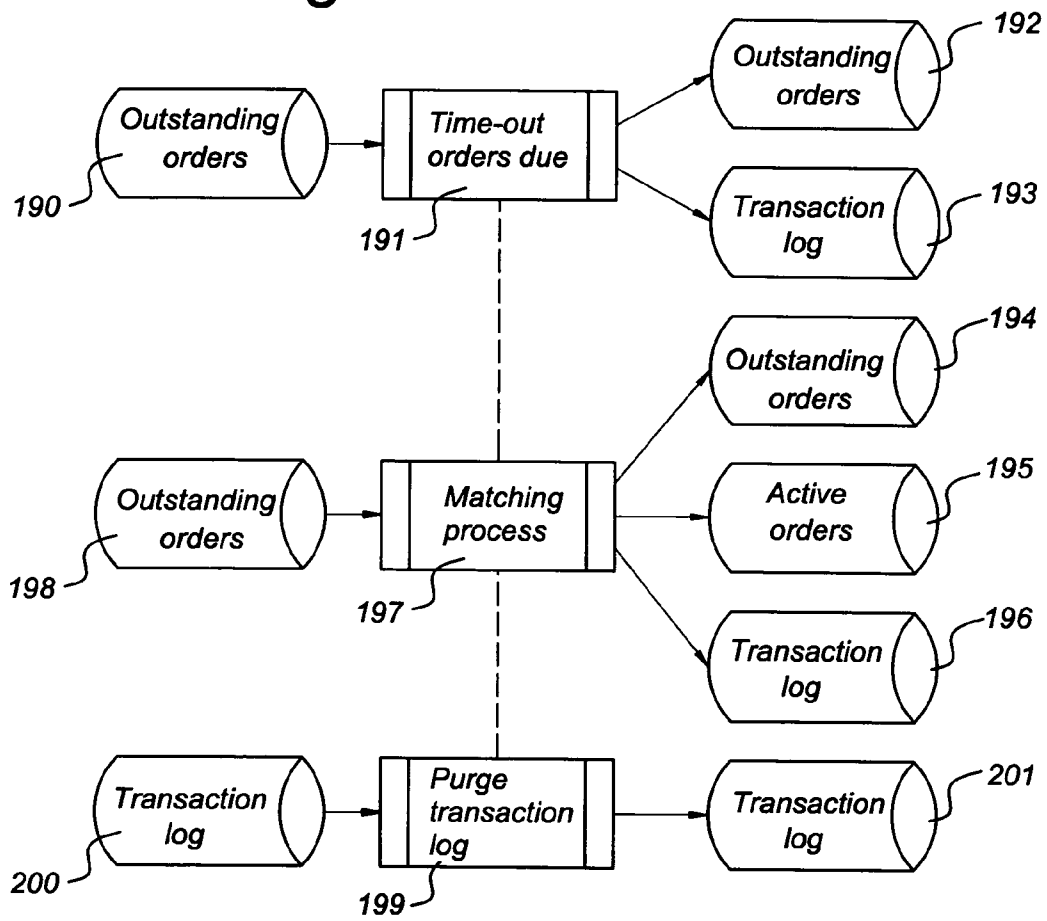 192
Outstanding
orders
Outstanding
orders
Time-out
orders due
190
191
193
Transaction
log
194
Outstanding
orders
Outstanding
orders
Matching
process
Active
orders
195
198
197
196
Transaction
log
Transaction
log
Purge
transaction
log
Transaction
log
201
200
199